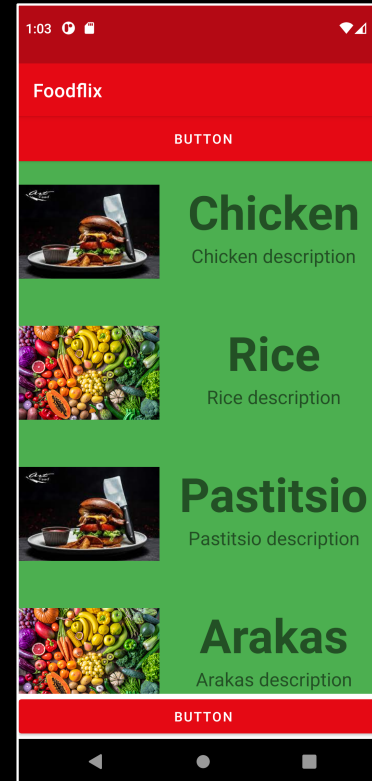 1:03
Foodflix
BUTTON
Chicken
Chicken description
Rice
Rice description
Pastitsio
Pastitsio description
Arakas
Arakas description
BUTTON